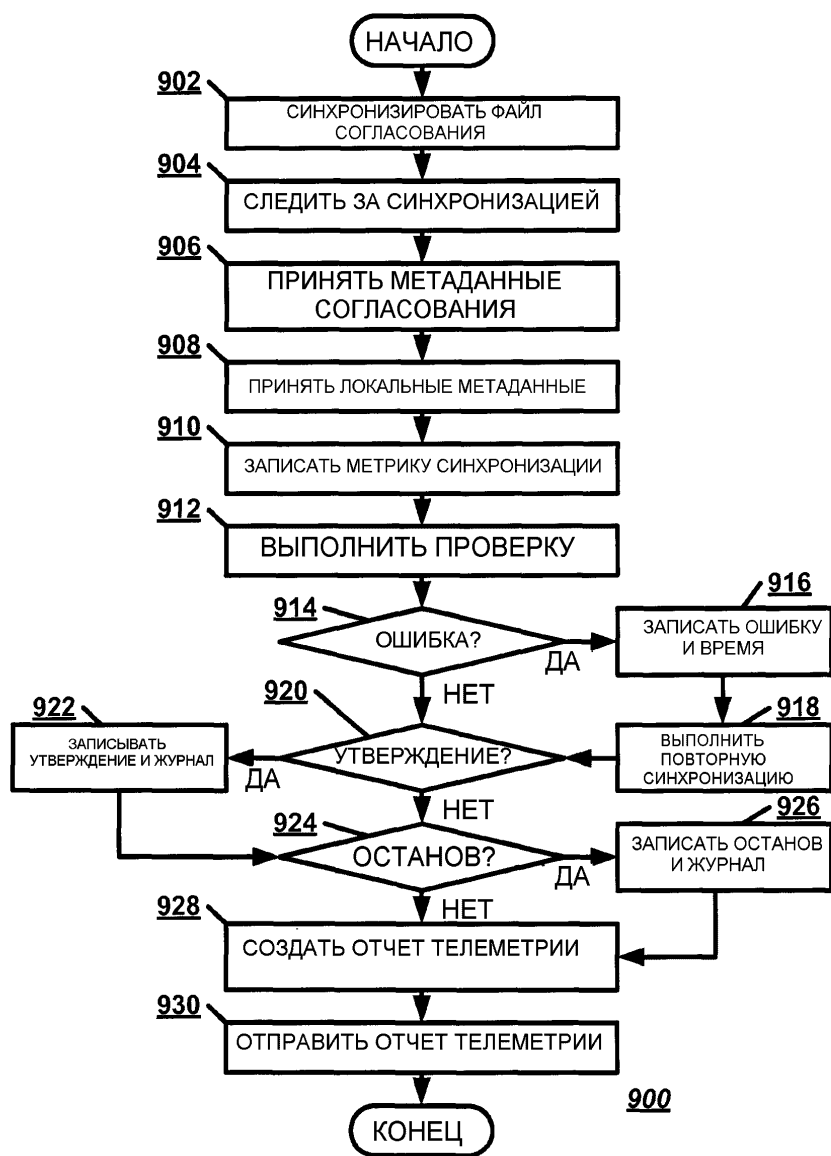 НАЧАЛО
902
СИНХРОНИЗИРОВАТЬ ФАЙЛ
СОГЛАСОВАНИЯ
904
СЛЕДИТЬ ЗА СИНХРОНИЗАЦИЕЙ
906
ПРИНЯТЬ МЕТАДАННЫЕ
СОГЛАСОВАНИЯ
908
ПРИНЯТЬ ЛОКАЛЬНЫЕ МЕТАДАННЫЕ
910
ЗАПИСАТЬ МЕТРИКУ СИНХРОНИЗАЦИИ
912
ВЫПОЛНИТЬ ПРОВЕРКУ
914
ОШИБКА?
ДА
НЕТ
916
ЗАПИСАТЬ ОШИБКУ
И ВРЕМЯ
918
ВЫПОЛНИТЬ
ПОВТОРНУЮ
СИНХРОНИЗАЦИЮ
920
УТВЕРЖДЕНИЕ?
ДА
НЕТ
922
ЗАПИСЫВАТЬ
УТВЕРЖДЕНИЕ И ЖУРНАЛ
924
ОСТАНОВ?
ДА
НЕТ
926
ЗАПИСАТЬ ОСТАНОВ
И ЖУРНАЛ
928
СОЗДАТЬ ОТЧЕТ ТЕЛЕМЕТРИИ
930
ОТПРАВИТЬ ОТЧЕТ ТЕЛЕМЕТРИИ
КОНЕЦ
900